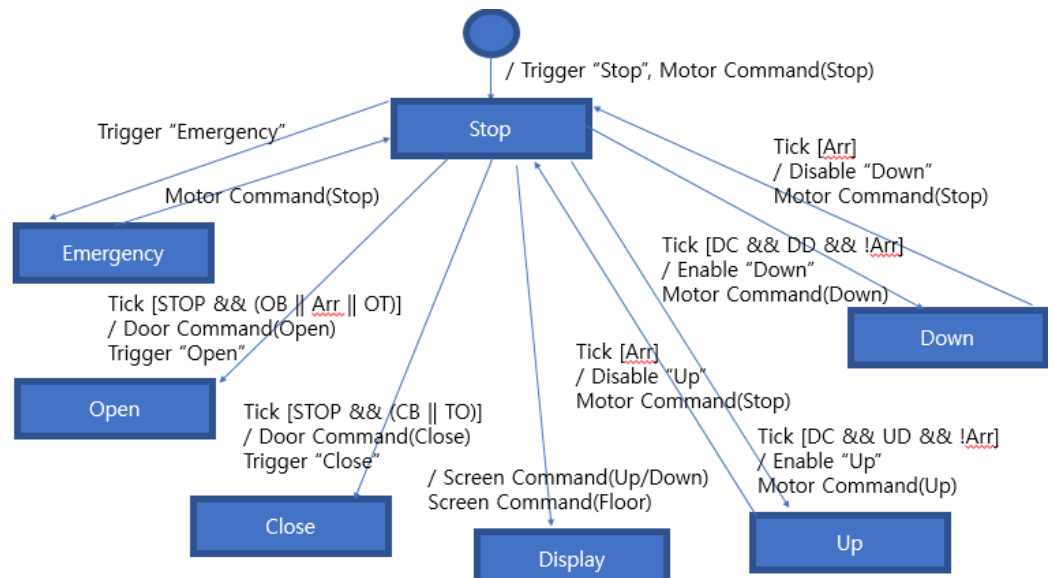 / Trigger “Stop”, Motor Command(Stop)
Stop
Trigger “Emergency”
Tick [Arr]
/ Disable “Down”
Motor Command(Stop)
Motor Command(Stop)
Emergency
Tick [DC && DD && !Arr]
/ Enable “Down”
Motor Command(Down)
Tick [STOP && (OB || Arr || OT)]
/ Door Command(Open)
Trigger “Open”
Down
Tick [Arr]
/ Disable “Up”
Motor Command(Stop)
Open
Tick [STOP && (CB || TO)]
/ Door Command(Close)
Trigger “Close”
Tick [DC && UD && !Arr]
/ Enable “Up”
Motor Command(Up)
/ Screen Command(Up/Down)
Screen Command(Floor)
Close
Display
Up